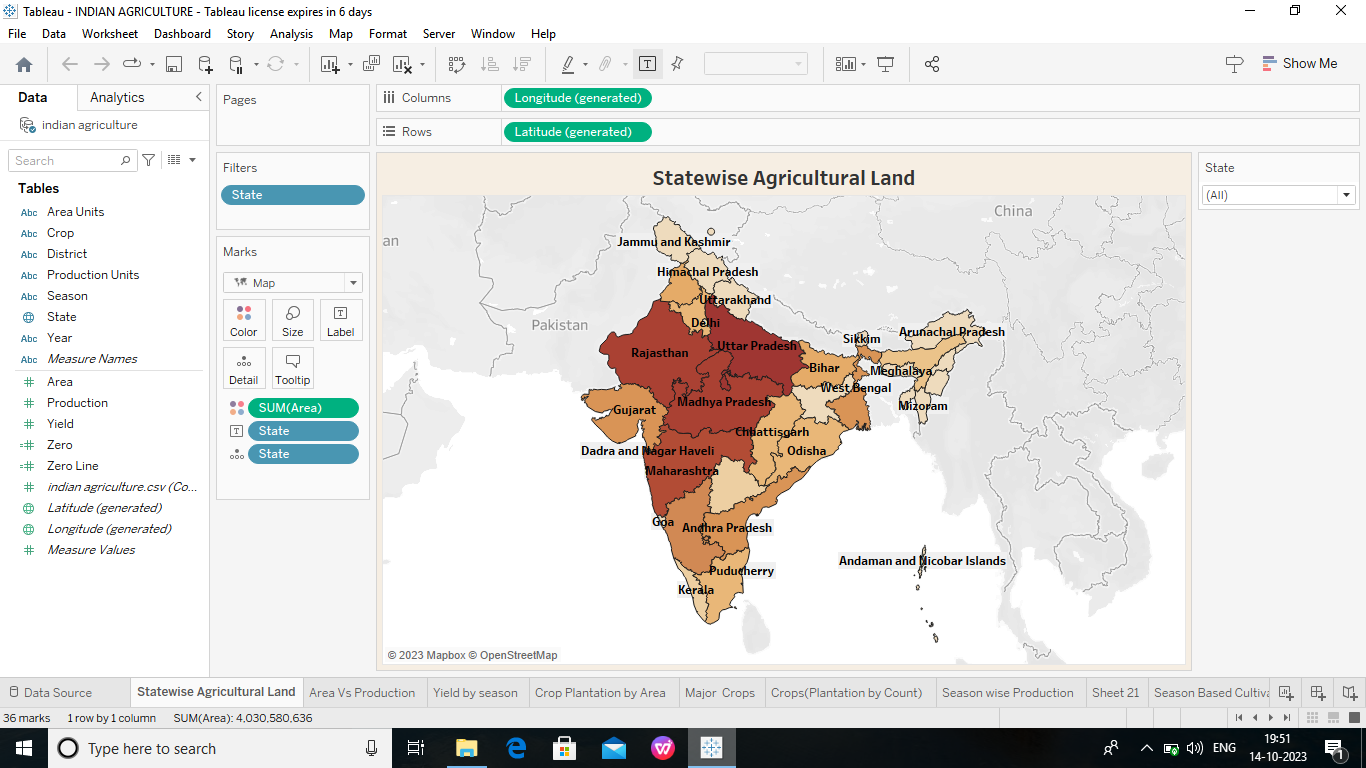 Tableau - INDIAN AGRICULTURE - Tableau license expires in 6 days
File Data Worksheet Dashboard Story Analysis Map Format Server Window Help
Show Me
Data Analytics
indian agriculture
Search
Tables
Abc Area Units
Abc Crop
Abc District
Abc Production Units
Abc Season
State
Abc Year
Abc Measure Names
# Area
# Production
# Yield
=# Zero
=# Zero Line
# indian agriculture.csv (Co...
Latitude (generated)
Longitude (generated)
# Measure Values
Pages
Filters
State
Marks
Map
Color Size Label
Detail Tooltip
SUM(Area)
State
State
Columns Longitude (generated)
Rows Latitude (generated)
Statewise Agricultural Land
China
an
Jammu and Kashmir
Himachal Pradesh
Uttarakhand
Pakistan
Delhi
Arunachal Pradesh
Sikkim
Uttar Pradesh
Rajasthan
Bihar
Meghalaya
West Bengal
Madhya Pradesh
Mizoram
Gujarat
Chhattisgarh
Dadra and Nagar Haveli
Odisha
Maharashtra
Goa
Andhra Pradesh
Andaman and Nicobar Islands
Puducherry
Kerala
© 2023 Mapbox © OpenStreetMap
State
(All)
Data Source Statewise Agricultural Land Area Vs Production Yield by season Crop Plantation by Area Major Crops Crops(Plantation by Count) Season wise Production Sheet 21 Season Based Cultiva
36 marks 1 row by 1 column SUM(Area): 4,030,580,636
Type here to search
ENG
19:51
14-10-2023
1